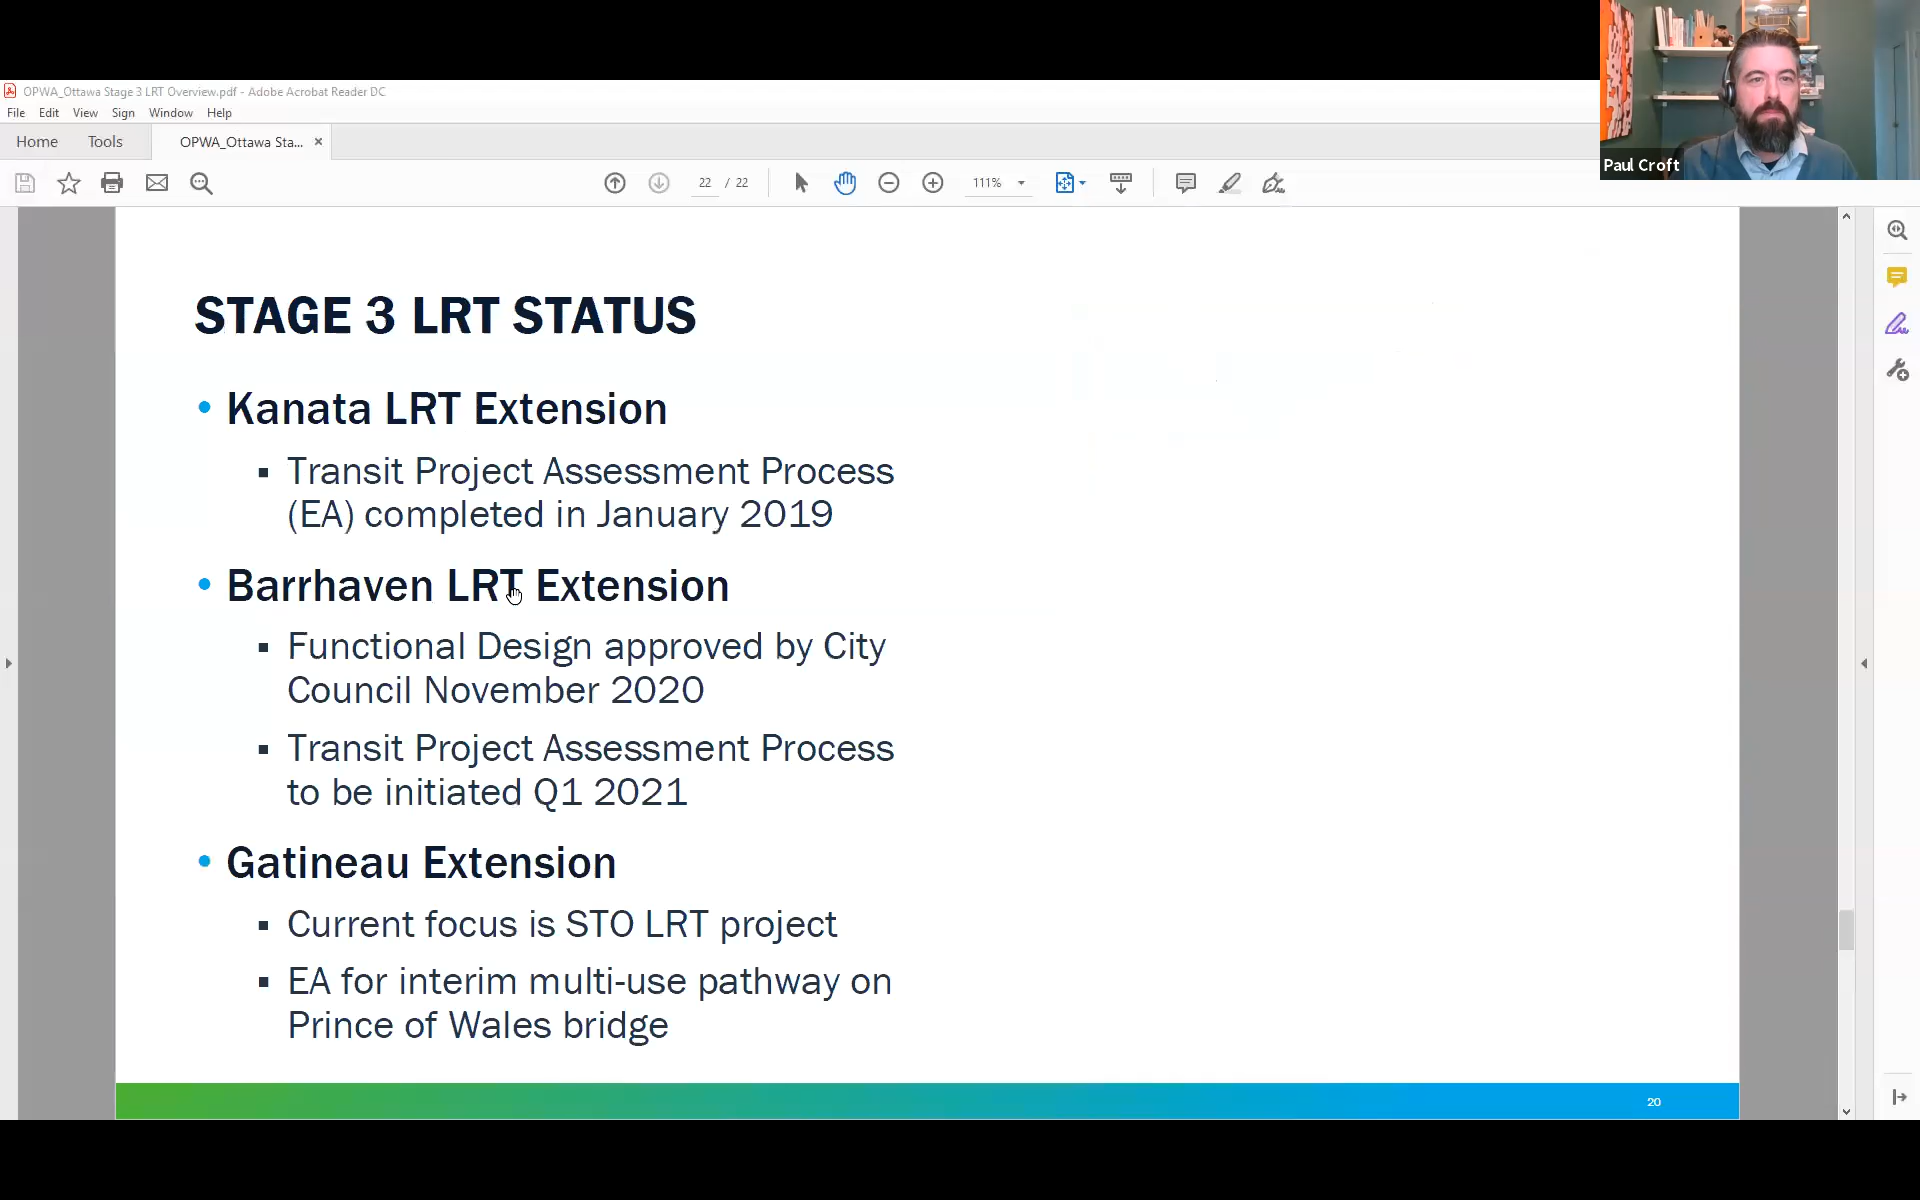 OPWA_Ottawa Stage 3 LRT Overview.pdf - Adobe Acrobat Reader DC
File Edit View Sign Window Help
Home Tools OPWA_Ottawa Sta... ×
22 / 22 111%
Paul Croft
STAGE 3 LRT STATUS
• Kanata LRT Extension
▪ Transit Project Assessment Process
(EA) completed in January 2019
• Barrhaven LRT Extension
▪ Functional Design approved by City
Council November 2020
▪ Transit Project Assessment Process
to be initiated Q1 2021
• Gatineau Extension
▪ Current focus is STO LRT project
▪ EA for interim multi-use pathway on
Prince of Wales bridge
20